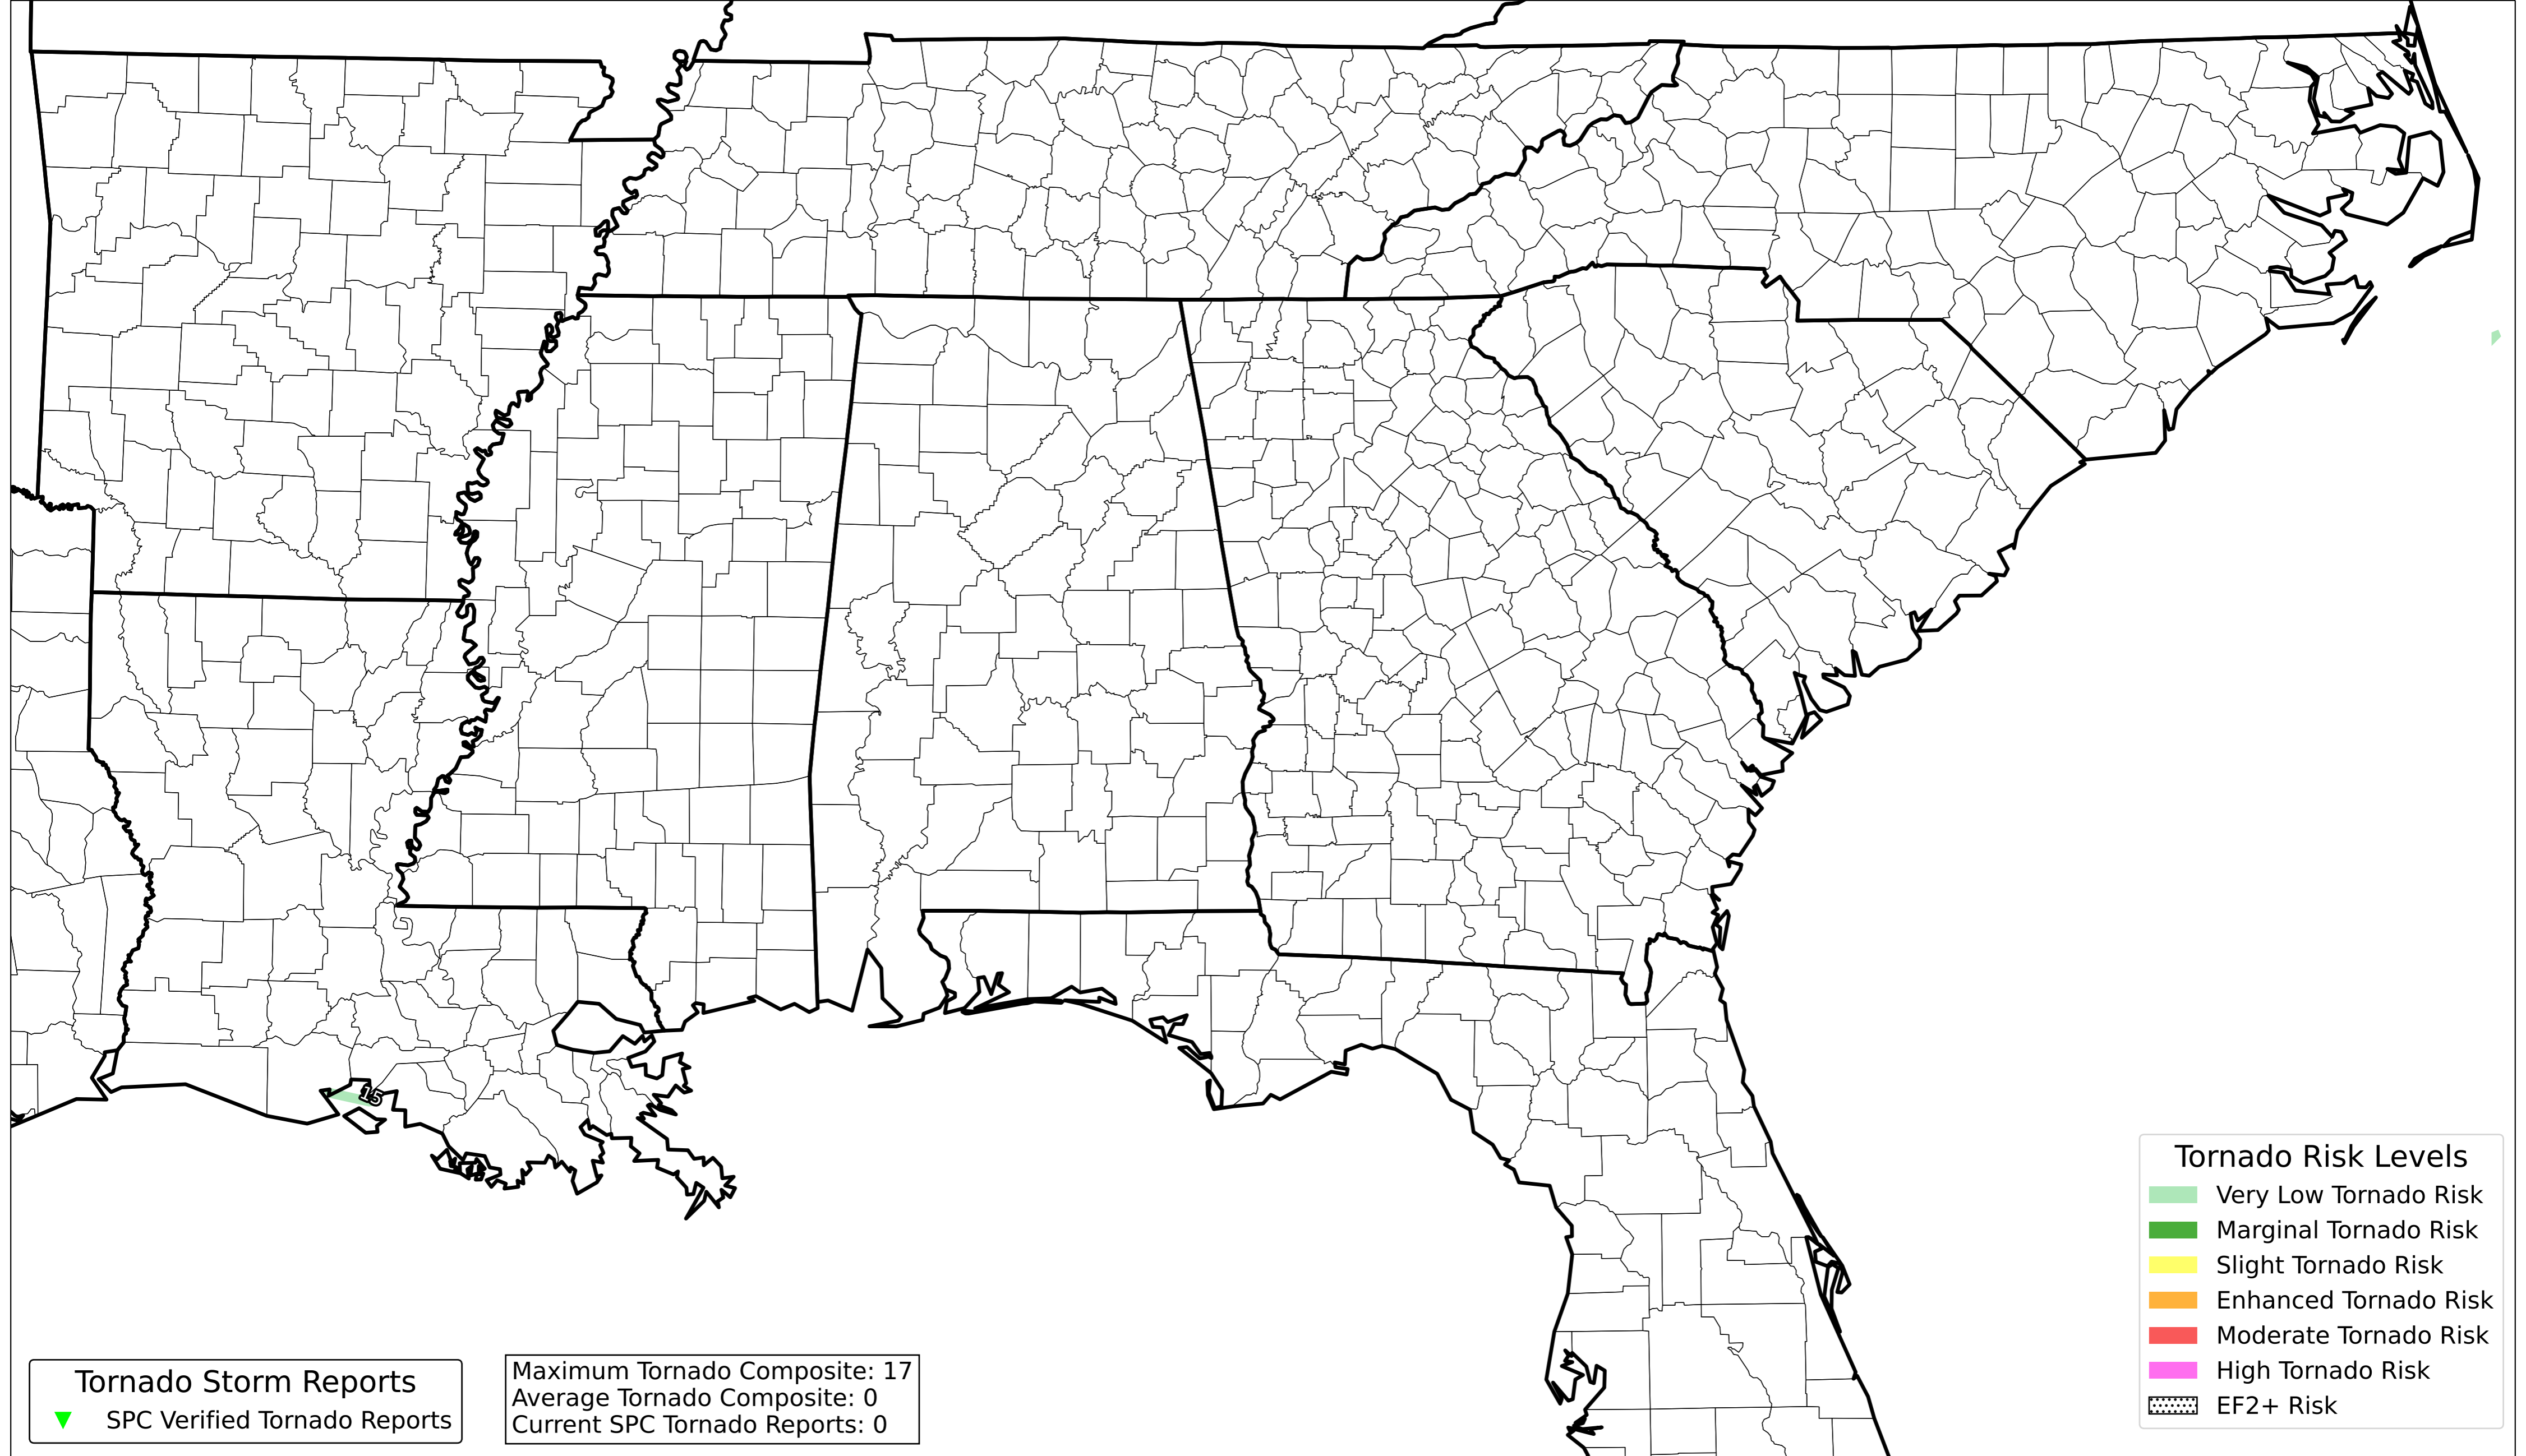 15
Tornado Risk Levels
Very Low Tornado Risk
Marginal Tornado Risk
Slight Tornado Risk
Enhanced Tornado Risk
Moderate Tornado Risk
High Tornado Risk
EF2+ Risk
Tornado Storm Reports
SPC Verified Tornado Reports
Maximum Tornado Composite: 17
Average Tornado Composite: 0
Current SPC Tornado Reports: 0